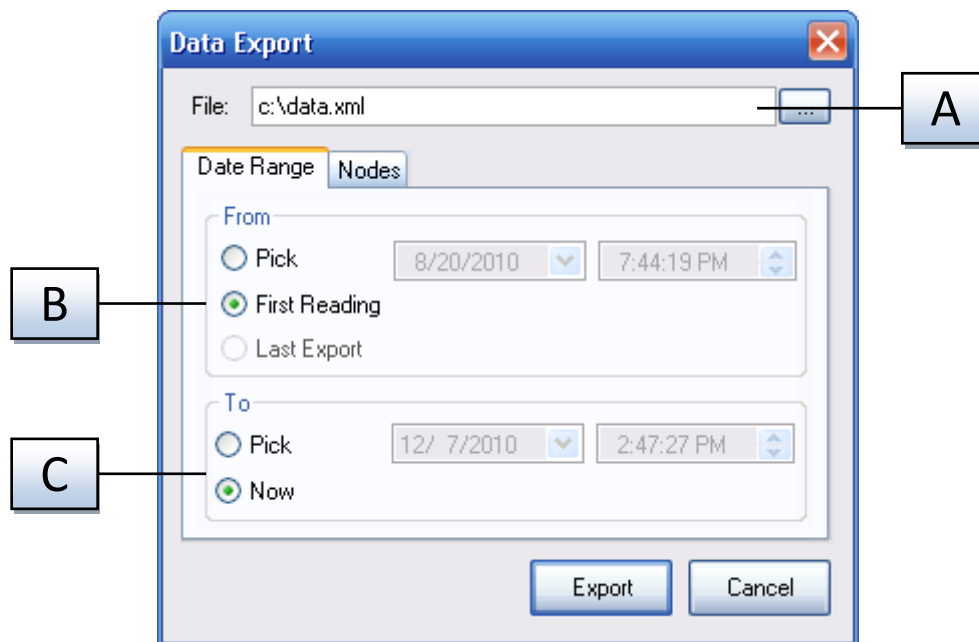 Data Export
File: c:\data.xml ...
A
Date Range Nodes
From
Pick 8/20/2010 7:44:19 PM
B
First Reading
Last Export
To
Pick 12/ 7/2010 2:47:27 PM
C
Now
Export Cancel